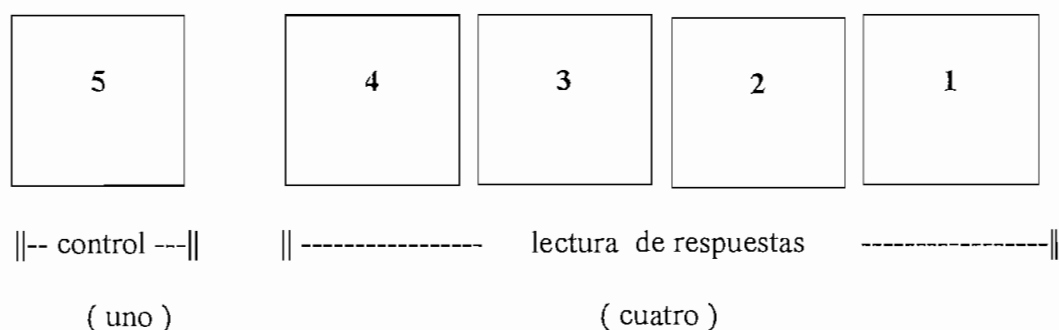 5 4 3 2 1
||-- control ---|| || ----------------- lectura de respuestas ------------------||
( uno ) ( cuatro )